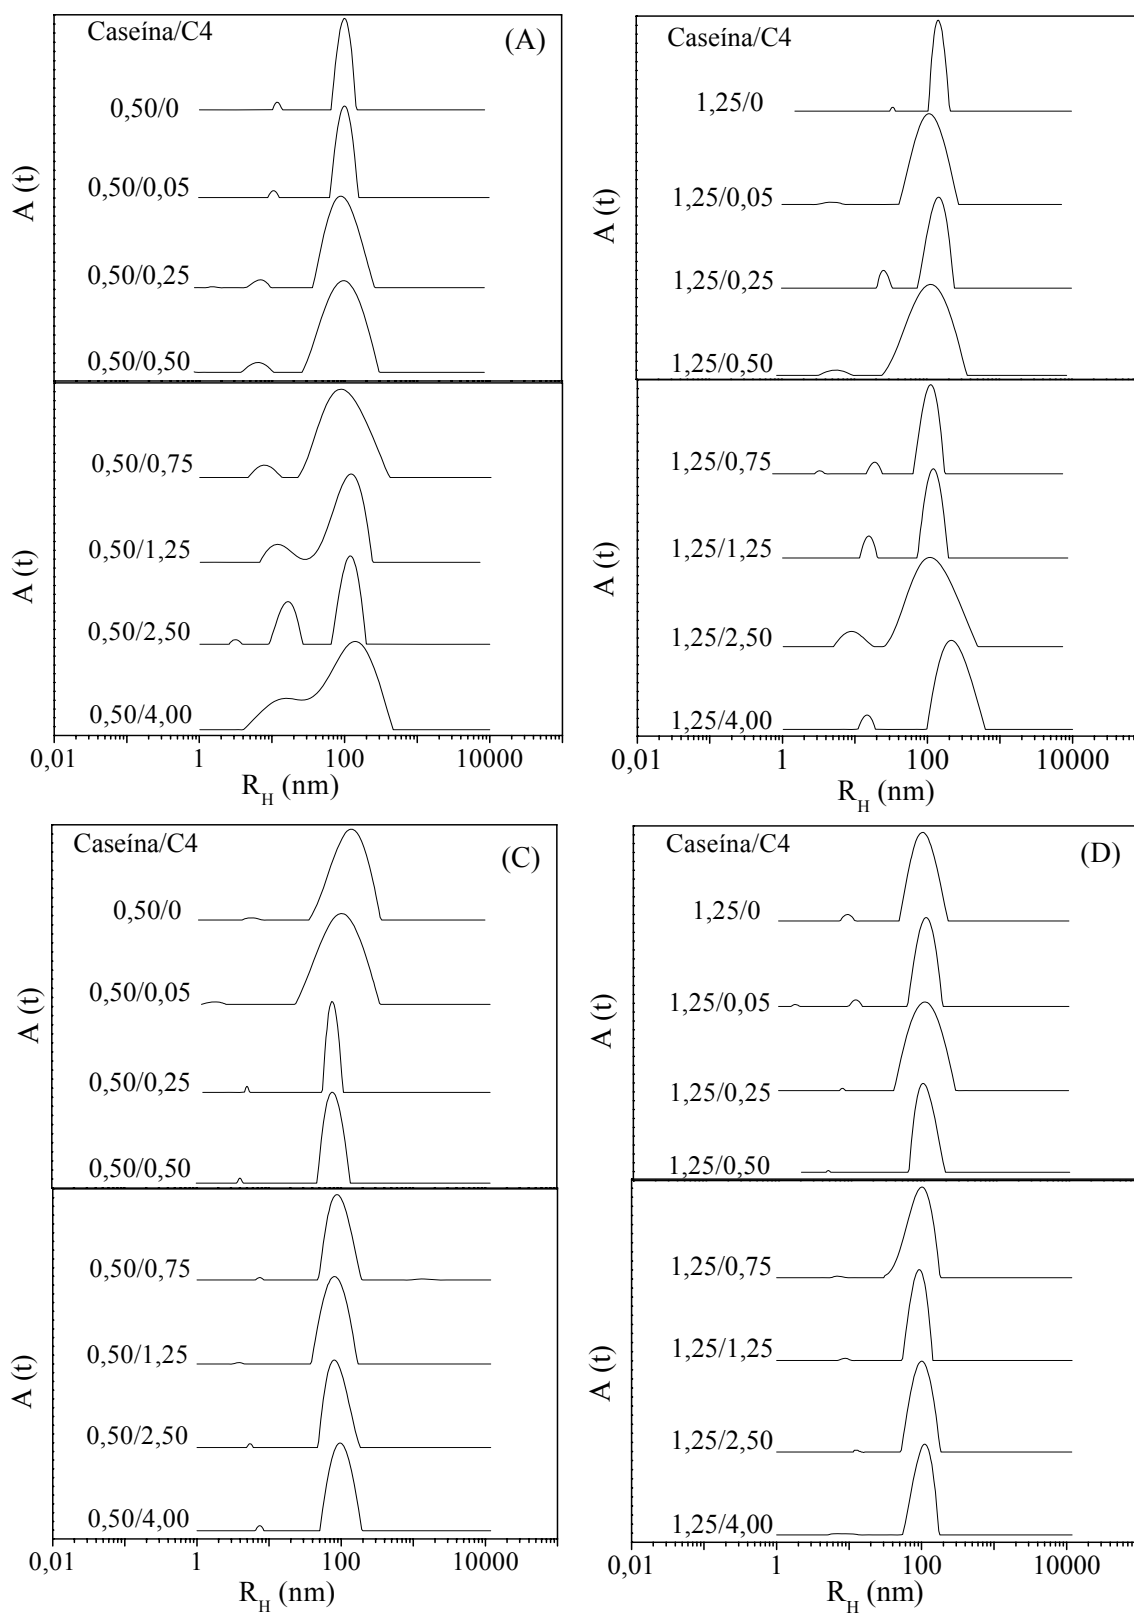 Caseína/C4
(A)
0,50/0
0,50/0,05
0,50/0,25
0,50/0,50
A (t)
0,50/0,75
0,50/1,25
0,50/2,50
0,50/4,00
A (t)
0,01
1
100
10000
R_H (nm)
Caseína/C4
1,25/0
1,25/0,05
1,25/0,25
1,25/0,50
A (t)
1,25/0,75
1,25/1,25
1,25/2,50
1,25/4,00
A (t)
0,01
1
100
10000
R_H (nm)
Caseína/C4
(C)
0,50/0
0,50/0,05
0,50/0,25
0,50/0,50
A (t)
0,50/0,75
0,50/1,25
0,50/2,50
0,50/4,00
A (t)
0,01
1
100
10000
R_H (nm)
Caseína/C4
(D)
1,25/0
1,25/0,05
1,25/0,25
1,25/0,50
A (t)
1,25/0,75
1,25/1,25
1,25/2,50
1,25/4,00
A (t)
0,01
1
100
10000
R_H (nm)